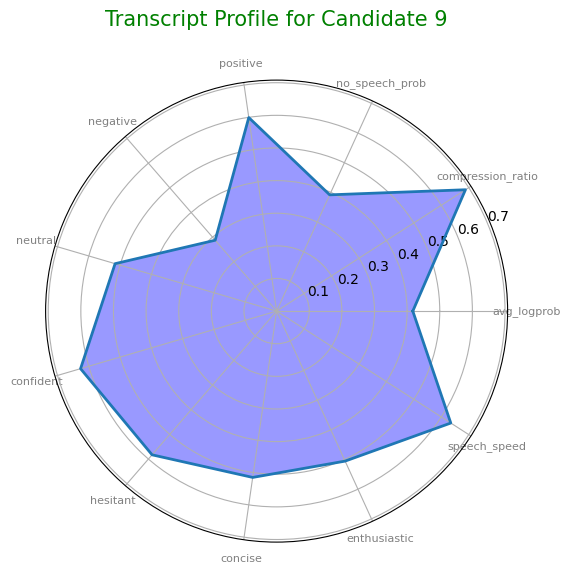 Transcript Profile for Candidate 9
positive
no_speech_prob
negative
compression_ratio
0.7
0.6
neutral
0.5
0.4
0.3
0.2
0.1
avg_logprob
confident
speech_speed
hesitant
enthusiastic
concise